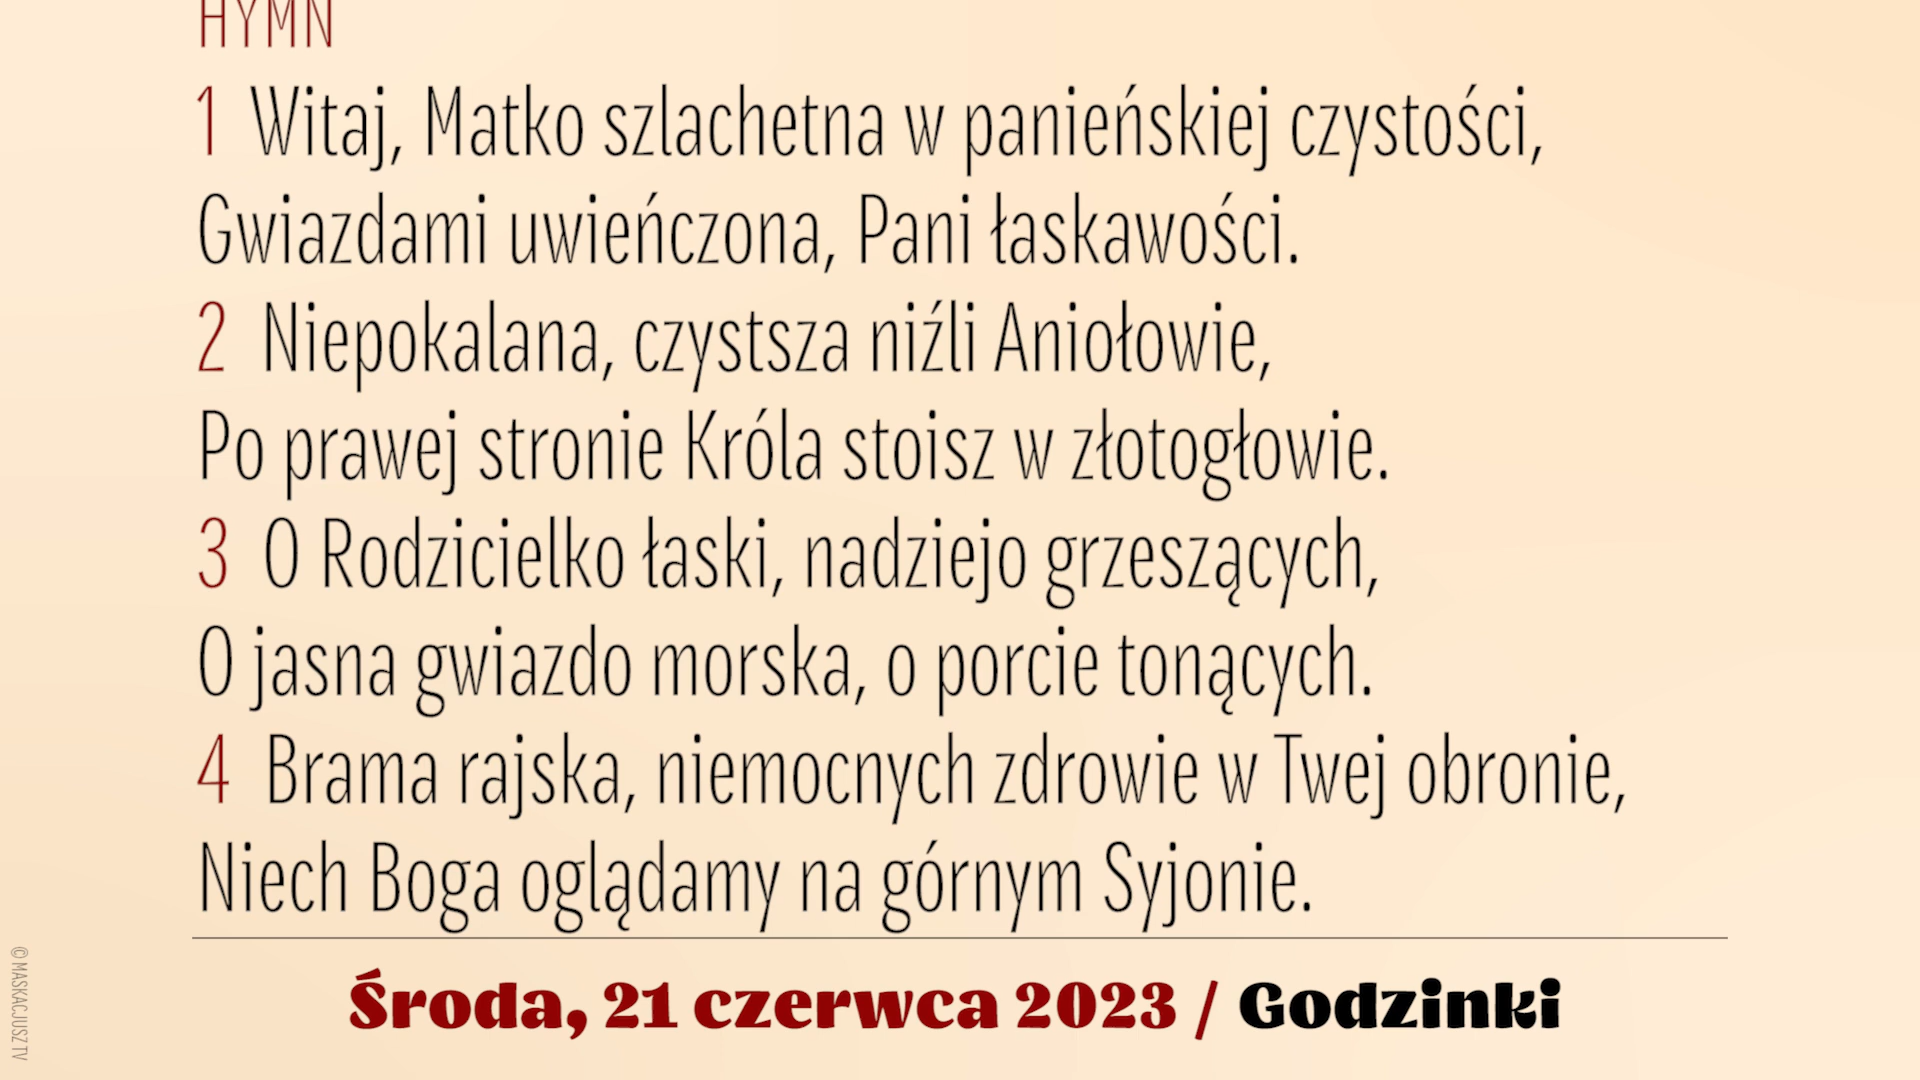 HYMN
1 Witaj, Matko szlachetna w panieńskiej czystości,
Gwiazdami uwieńczona, Pani łaskawości.
2 Niepokalana, czystsza niźli Aniołowie,
Po prawej stronie Króla stoisz w złotogłowie.
3 O Rodzicielko łaski, nadziejo grzeszących,
O jasna gwiazdo morska, o porcie tonących.
4 Brama rajska, niemocnych zdrowie w Twej obronie,
Niech Boga oglądamy na górnym Syjonie.
Środa, 21 czerwca 2023 / Godzinki
© MASKACJUSZ TV